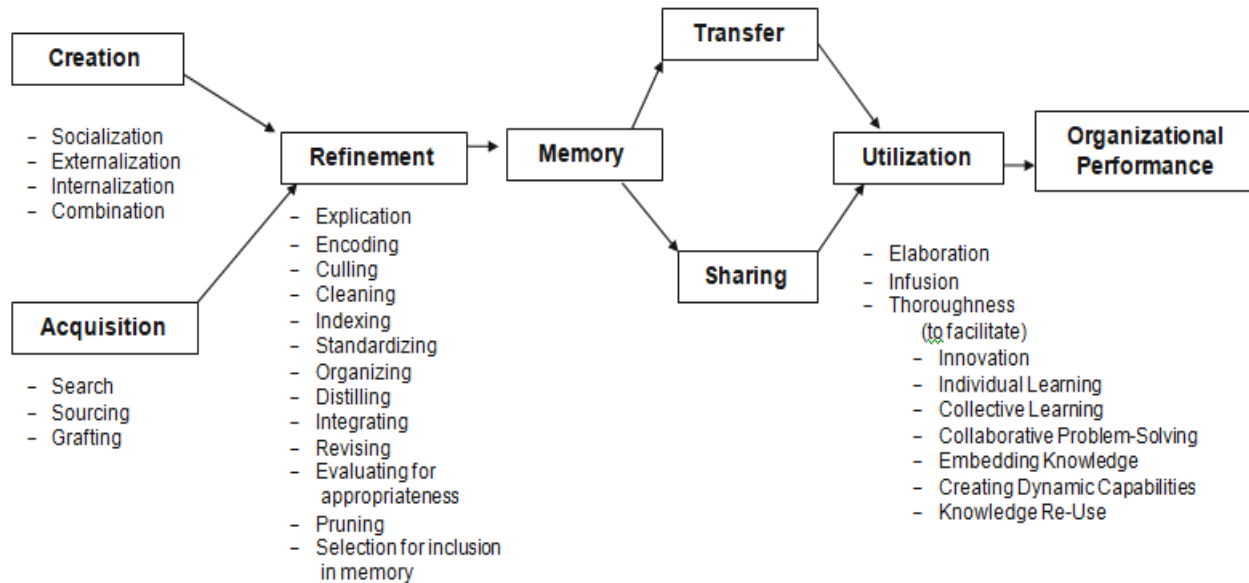 Creation
– Socialization
– Externalization
– Internalization
– Combination
Acquisition
– Search
– Sourcing
– Grafting
Refinement
– Explication
– Encoding
– Culling
– Cleaning
– Indexing
– Standardizing
– Organizing
– Distilling
– Integrating
– Revising
– Evaluating for
appropriateness
– Pruning
– Selection for inclusion
in memory
Memory
Transfer
Sharing
Utilization
– Elaboration
– Infusion
– Thoroughness
(to facilitate)
– Innovation
– Individual Learning
– Collective Learning
– Collaborative Problem-Solving
– Embedding Knowledge
– Creating Dynamic Capabilities
– Knowledge Re-Use
Organizational
Performance